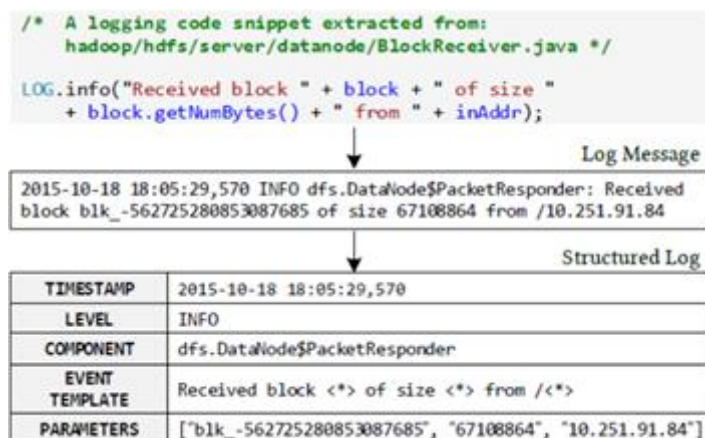 /* A logging code snippet extracted from:
hadoop/hdfs/server/datanode/BlockReceiver.java */
LOG.info("Received block " + block + " of size "
+ block.getNumBytes() + " from " + inAddr);
Log Message
2015-10-18 18:05:29,570 INFO dfs.DataNode$PacketResponder: Received
block blk_-562725280853087685 of size 67108864 from /10.251.91.84
Structured Log
TIMESTAMP 2015-10-18 18:05:29,570
LEVEL INFO
COMPONENT dfs.DataNode$PacketResponder
EVENT
TEMPLATE Received block <*> of size <*> from /<*>
PARAMETERS ["blk_-562725280853087685", "67108864", "10.251.91.84"]